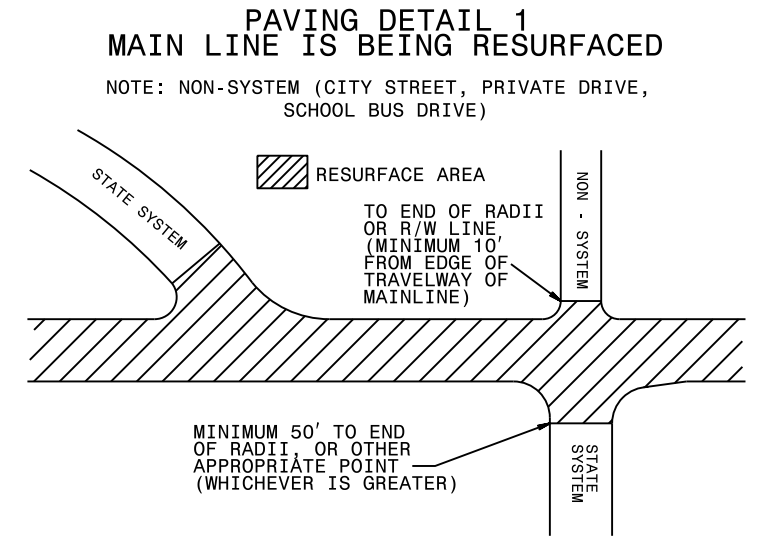 PAVING DETAIL 1
MAIN LINE IS BEING RESURFACED
NOTE: NON-SYSTEM (CITY STREET, PRIVATE DRIVE,
SCHOOL BUS DRIVE)
STATE SYSTEM
RESURFACE AREA
NON - SYSTEM
TO END OF RADII
OR R/W LINE,
(MINIMUM 10'
FROM EDGE OF
TRAVELWAY OF
MAINLINE)
MINIMUM 50' TO END
OF RADII, OR OTHER
APPROPRIATE POINT
(WHICHEVER IS GREATER)
STATE
SYSTEM